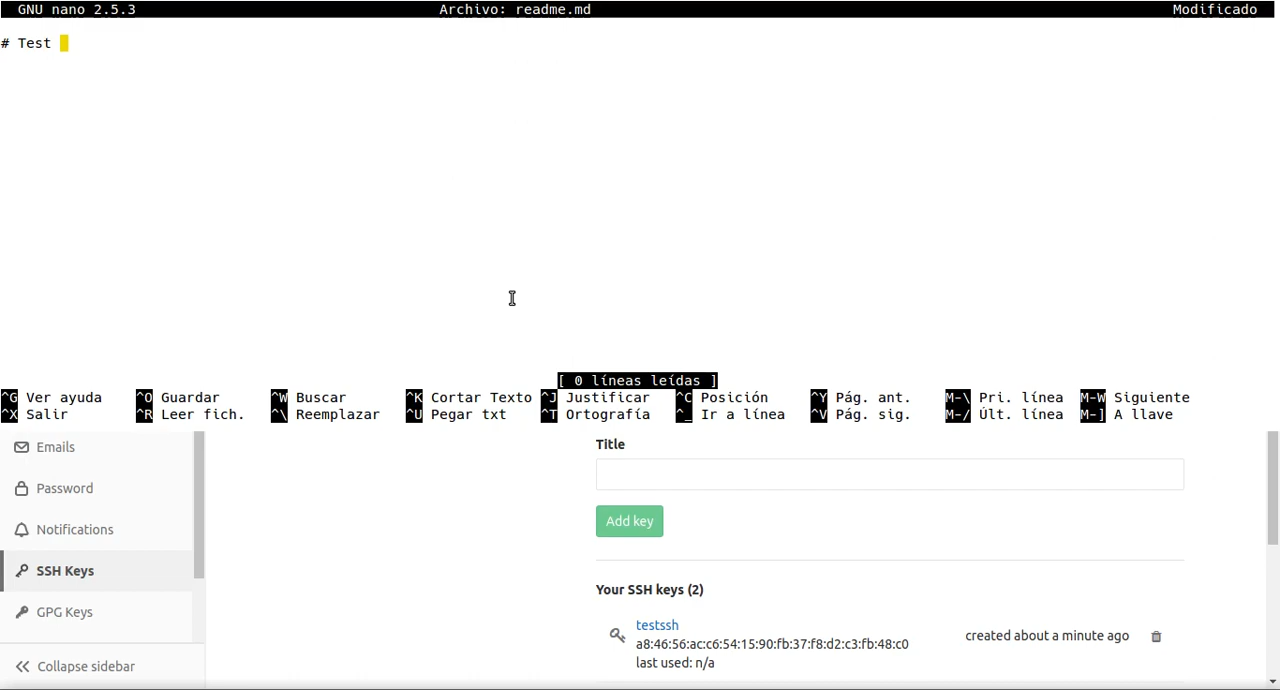 GNU nano 2.5.3 Archivo: readme.md Modificado
# Test
[ 0 líneas leídas ]
^G Ver ayuda ^O Guardar ^W Buscar ^K Cortar Texto ^J Justificar ^C Posición ^Y Pág. ant. M-\ Pri. línea M-W Siguiente
^X Salir ^R Leer fich. ^\ Reemplazar ^U Pegar txt ^T Ortografía ^_ Ir a línea ^V Pág. sig. M-/ Últ. línea M-] A llave
Emails
Password
Notifications
SSH Keys
GPG Keys
Collapse sidebar
Title
Add key
Your SSH keys (2)
testssh
a8:46:56:ac:c6:54:15:90:fb:37:f8:d2:c3:fb:48:c0
last used: n/a
created about a minute ago